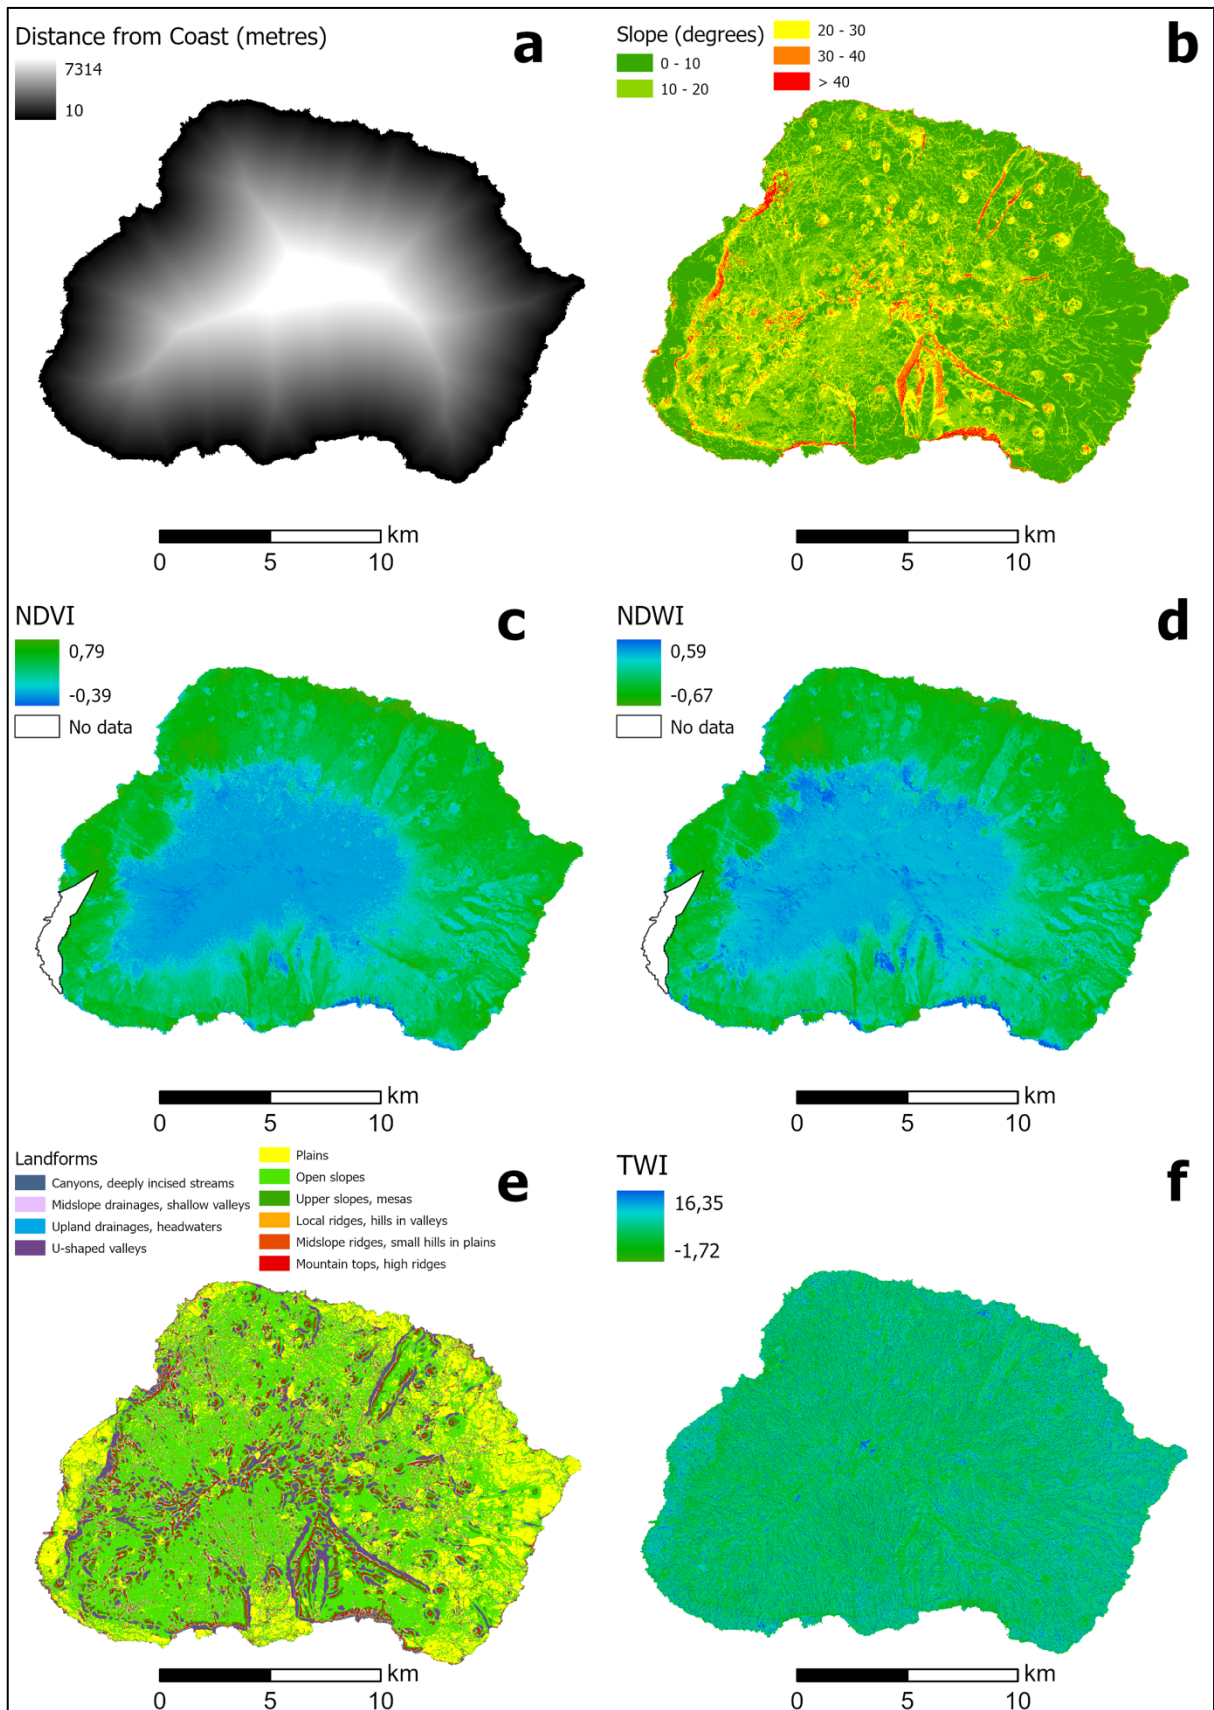 Distance from Coast (metres)
7314
10
a
0
5
10
km
Slope (degrees)
0 - 10
10 - 20
20 - 30
30 - 40
> 40
b
0
5
10
km
NDVI
0,79
-0,39
No data
c
0
5
10
km
NDWI
0,59
-0,67
No data
d
0
5
10
km
Landforms
Canyons, deeply incised streams
Midslope drainages, shallow valleys
Upland drainages, headwaters
U-shaped valleys
Plains
Open slopes
Upper slopes, mesas
Local ridges, hills in valleys
Midslope ridges, small hills in plains
Mountain tops, high ridges
e
0
5
10
km
TWI
16,35
-1,72
f
0
5
10
km